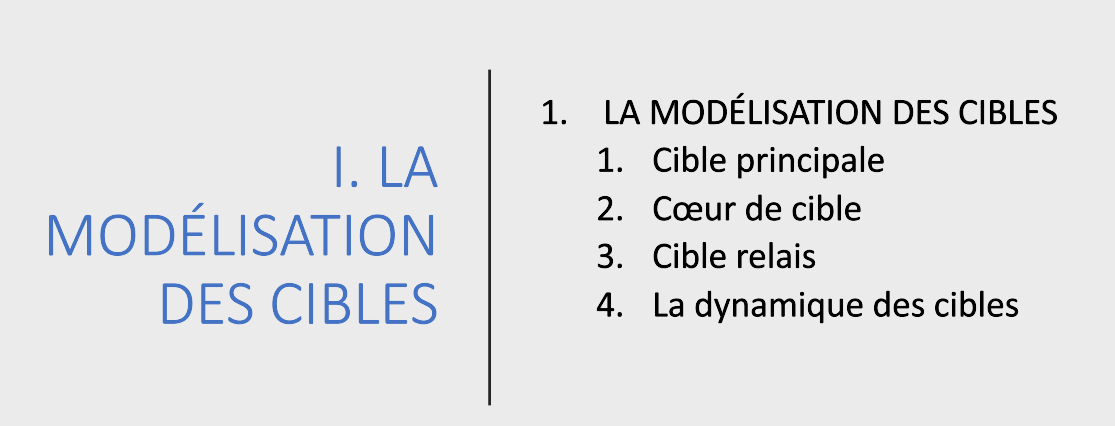 I. LA
MODÉLISATION
DES CIBLES
1. LA MODÉLISATION DES CIBLES
1. Cible principale
2. Cœur de cible
3. Cible relais
4. La dynamique des cibles